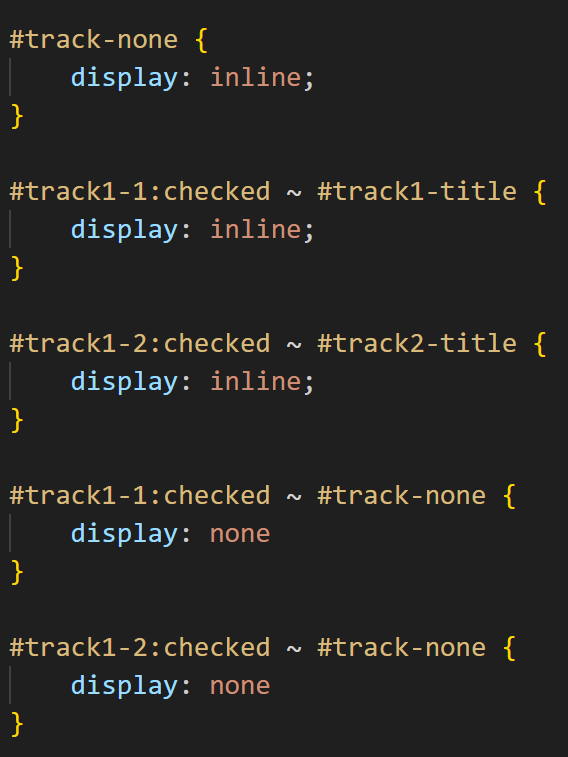 #track-none {
    display: inline;
}

#track1-1:checked ~ #track1-title {
    display: inline;
}

#track1-2:checked ~ #track2-title {
    display: inline;
}

#track1-1:checked ~ #track-none {
    display: none
}

#track1-2:checked ~ #track-none {
    display: none
}